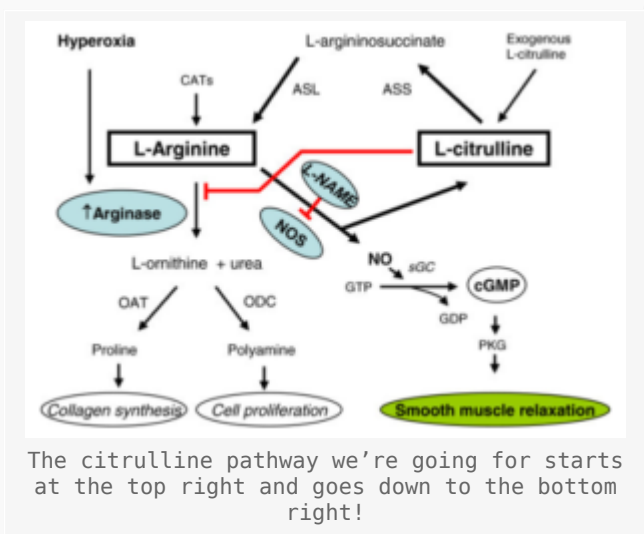 Hyperoxia
L-argininosuccinate
Exogenous
L-citrulline
CATs
ASL
ASS
L-Arginine
L-citrulline
L-NAME
↑Arginase
NOS
L-ornithine + urea
NO
sGC
GTP
cGMP
GDP
OAT
ODC
PKG
Proline
Polyamine
Collagen synthesis
Cell proliferation
Smooth muscle relaxation
The citrulline pathway we're going for starts
at the top right and goes down to the bottom
right!